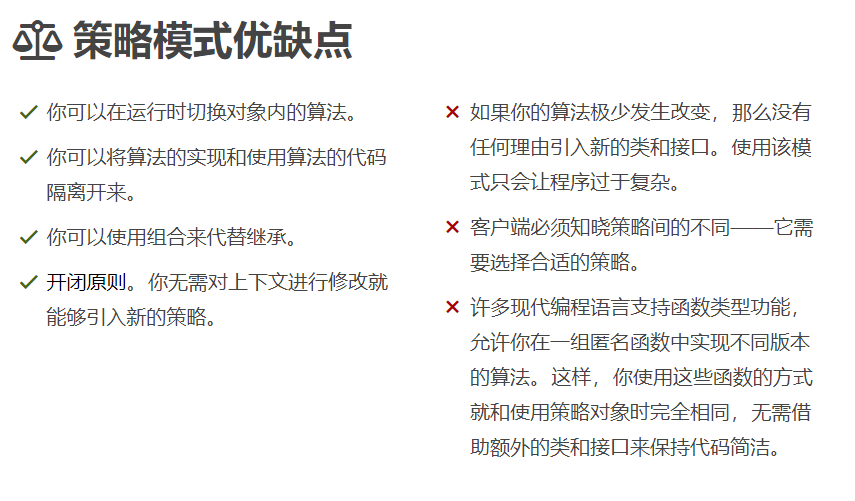 策略模式优缺点
你可以在运行时切换对象内的算法。
你可以将算法的实现和使用算法的代码
隔离开来。
你可以使用组合来代替继承。
开闭原则。你无需对上下文进行修改就
能够引入新的策略。
如果你的算法极少发生改变，那么没有
任何理由引入新的类和接口。使用该模
式只会让程序过于复杂。
客户端必须知晓策略间的不同——它需
要选择合适的策略。
许多现代编程语言支持函数类型功能，
允许你在一组匿名函数中实现不同版本
的算法。这样，你使用这些函数的方式
就和使用策略对象时完全相同，无需借
助额外的类和接口来保持代码简洁。